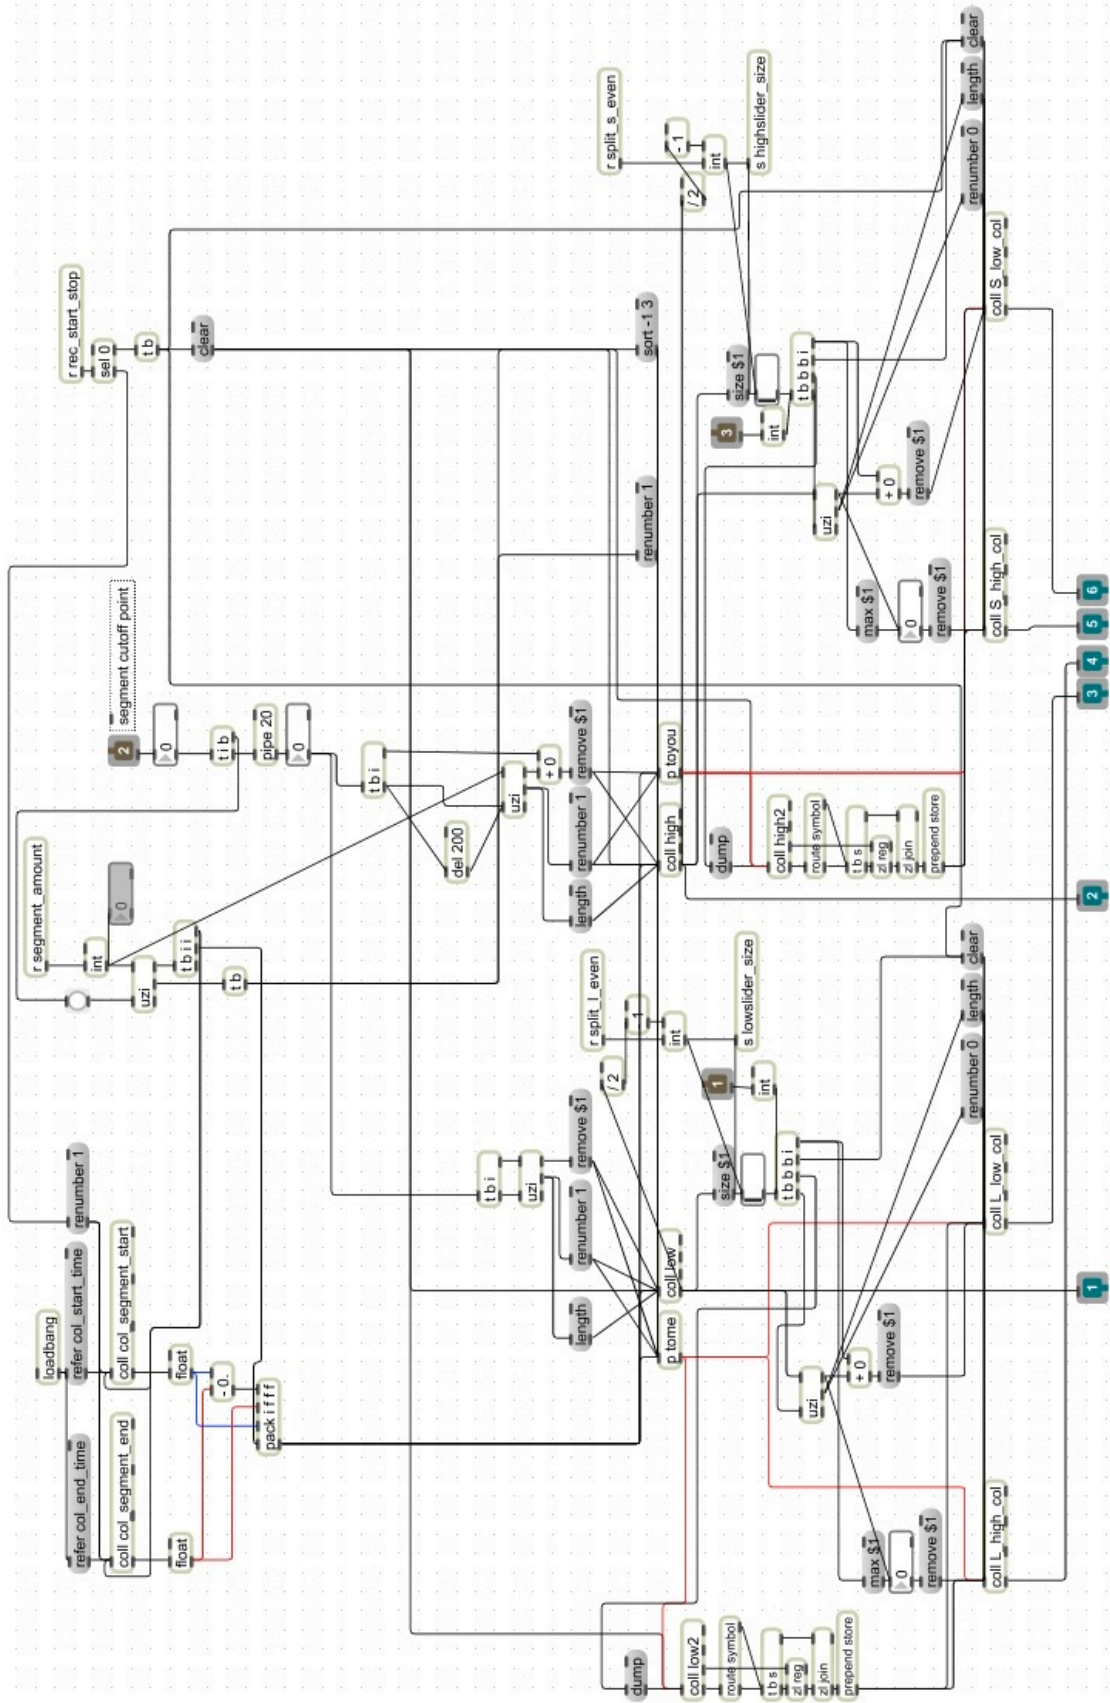 loadbang
refer col_end_time
refer col_start_time
renumber 1
coll col_segment_end
coll col_segment_start
float
float
- 0.
pack i f f f
r segment_amount
int
0
uzi
t b i i
t b
segment cutoff point
2
0
t i b
pipe 20
0
r rec_start_stop
sel 0
t b
clear
t b i
del 200
uzi
+ 0
length
renumber 1
remove $1
t b i
uzi
length
renumber 1
remove $1
renumber 1
sort -1 3
p tome
coll low
coll high
p toyou
/ 2
r split_l_even
- 1
int
s lowslider_size
1
int
size $1
t b b b i
uzi
+ 0
remove $1
max $1
0
remove $1
renumber 0
length
clear
coll L_high_col
coll L_low_col
dump
coll low2
route symbol
t b s
zl reg
zl join
prepend store
dump
coll high2
route symbol
t b s
zl reg
zl join
prepend store
r split_s_even
/ 2
- 1
int
s highslider_size
size $1
3
int
t b b b i
uzi
+ 0
remove $1
max $1
0
remove $1
renumber 0
length
clear
coll S_high_col
coll S_low_col
1
2
3
4
5
6